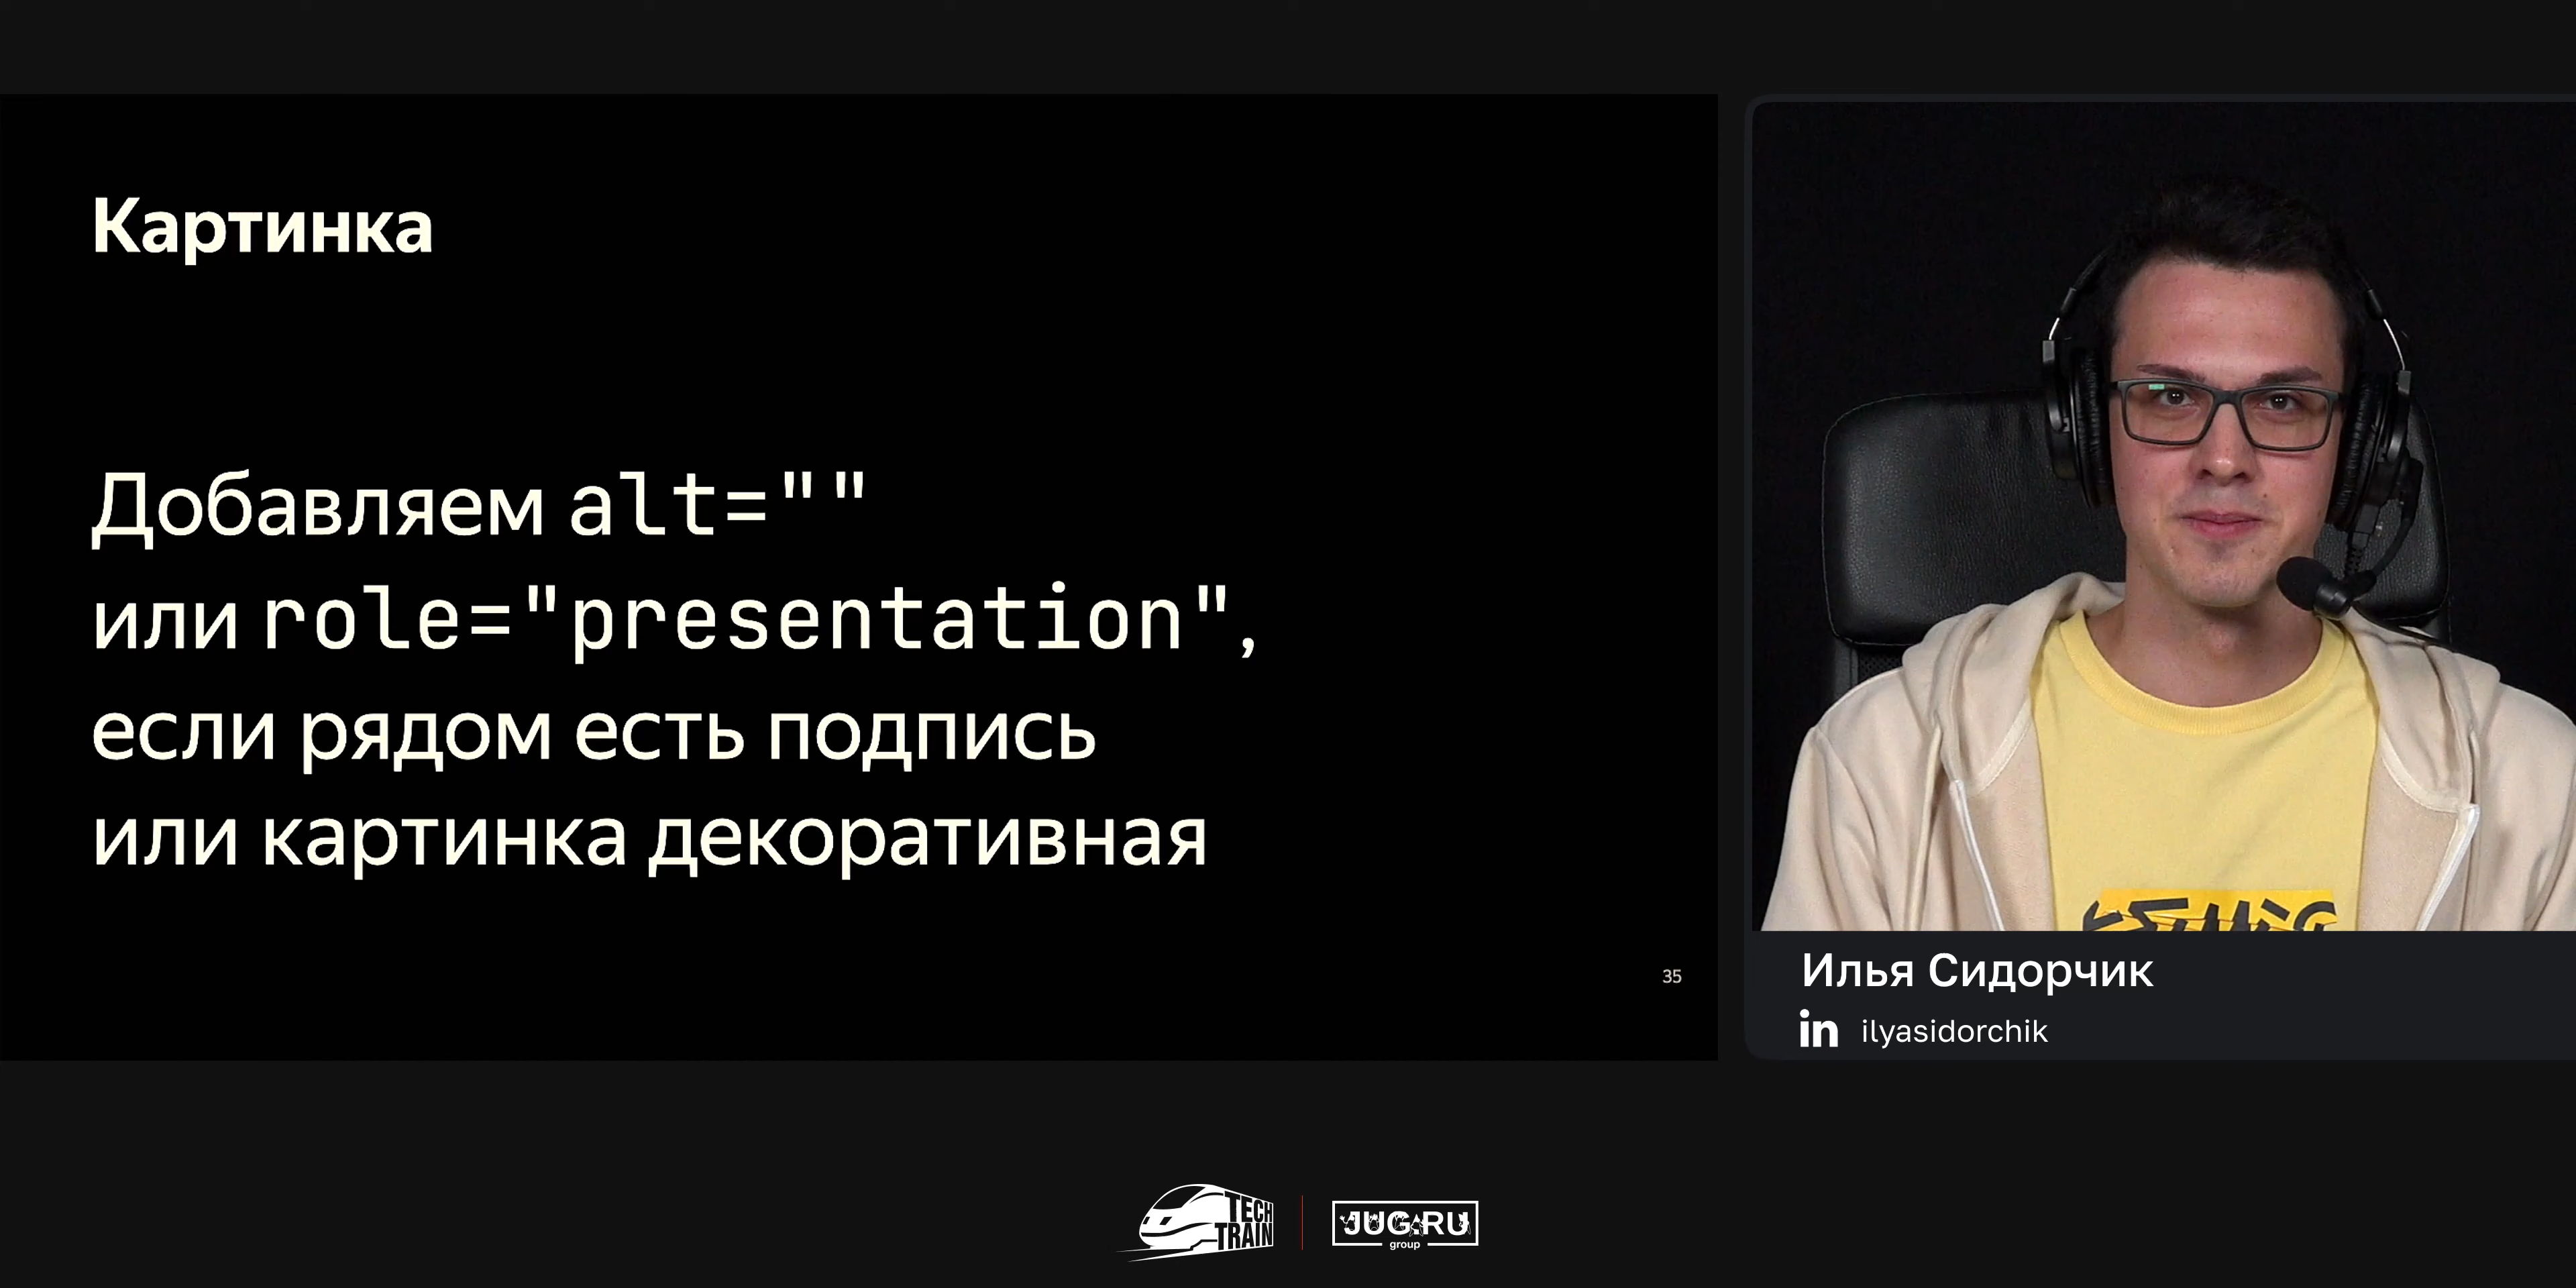 Картинка
Добавляем alt=""
или role="presentation",
если рядом есть подпись
или картинка декоративная
35
Илья Сидорчик
in ilyasidorchik
TECH
TRAIN
JUG.RU
group